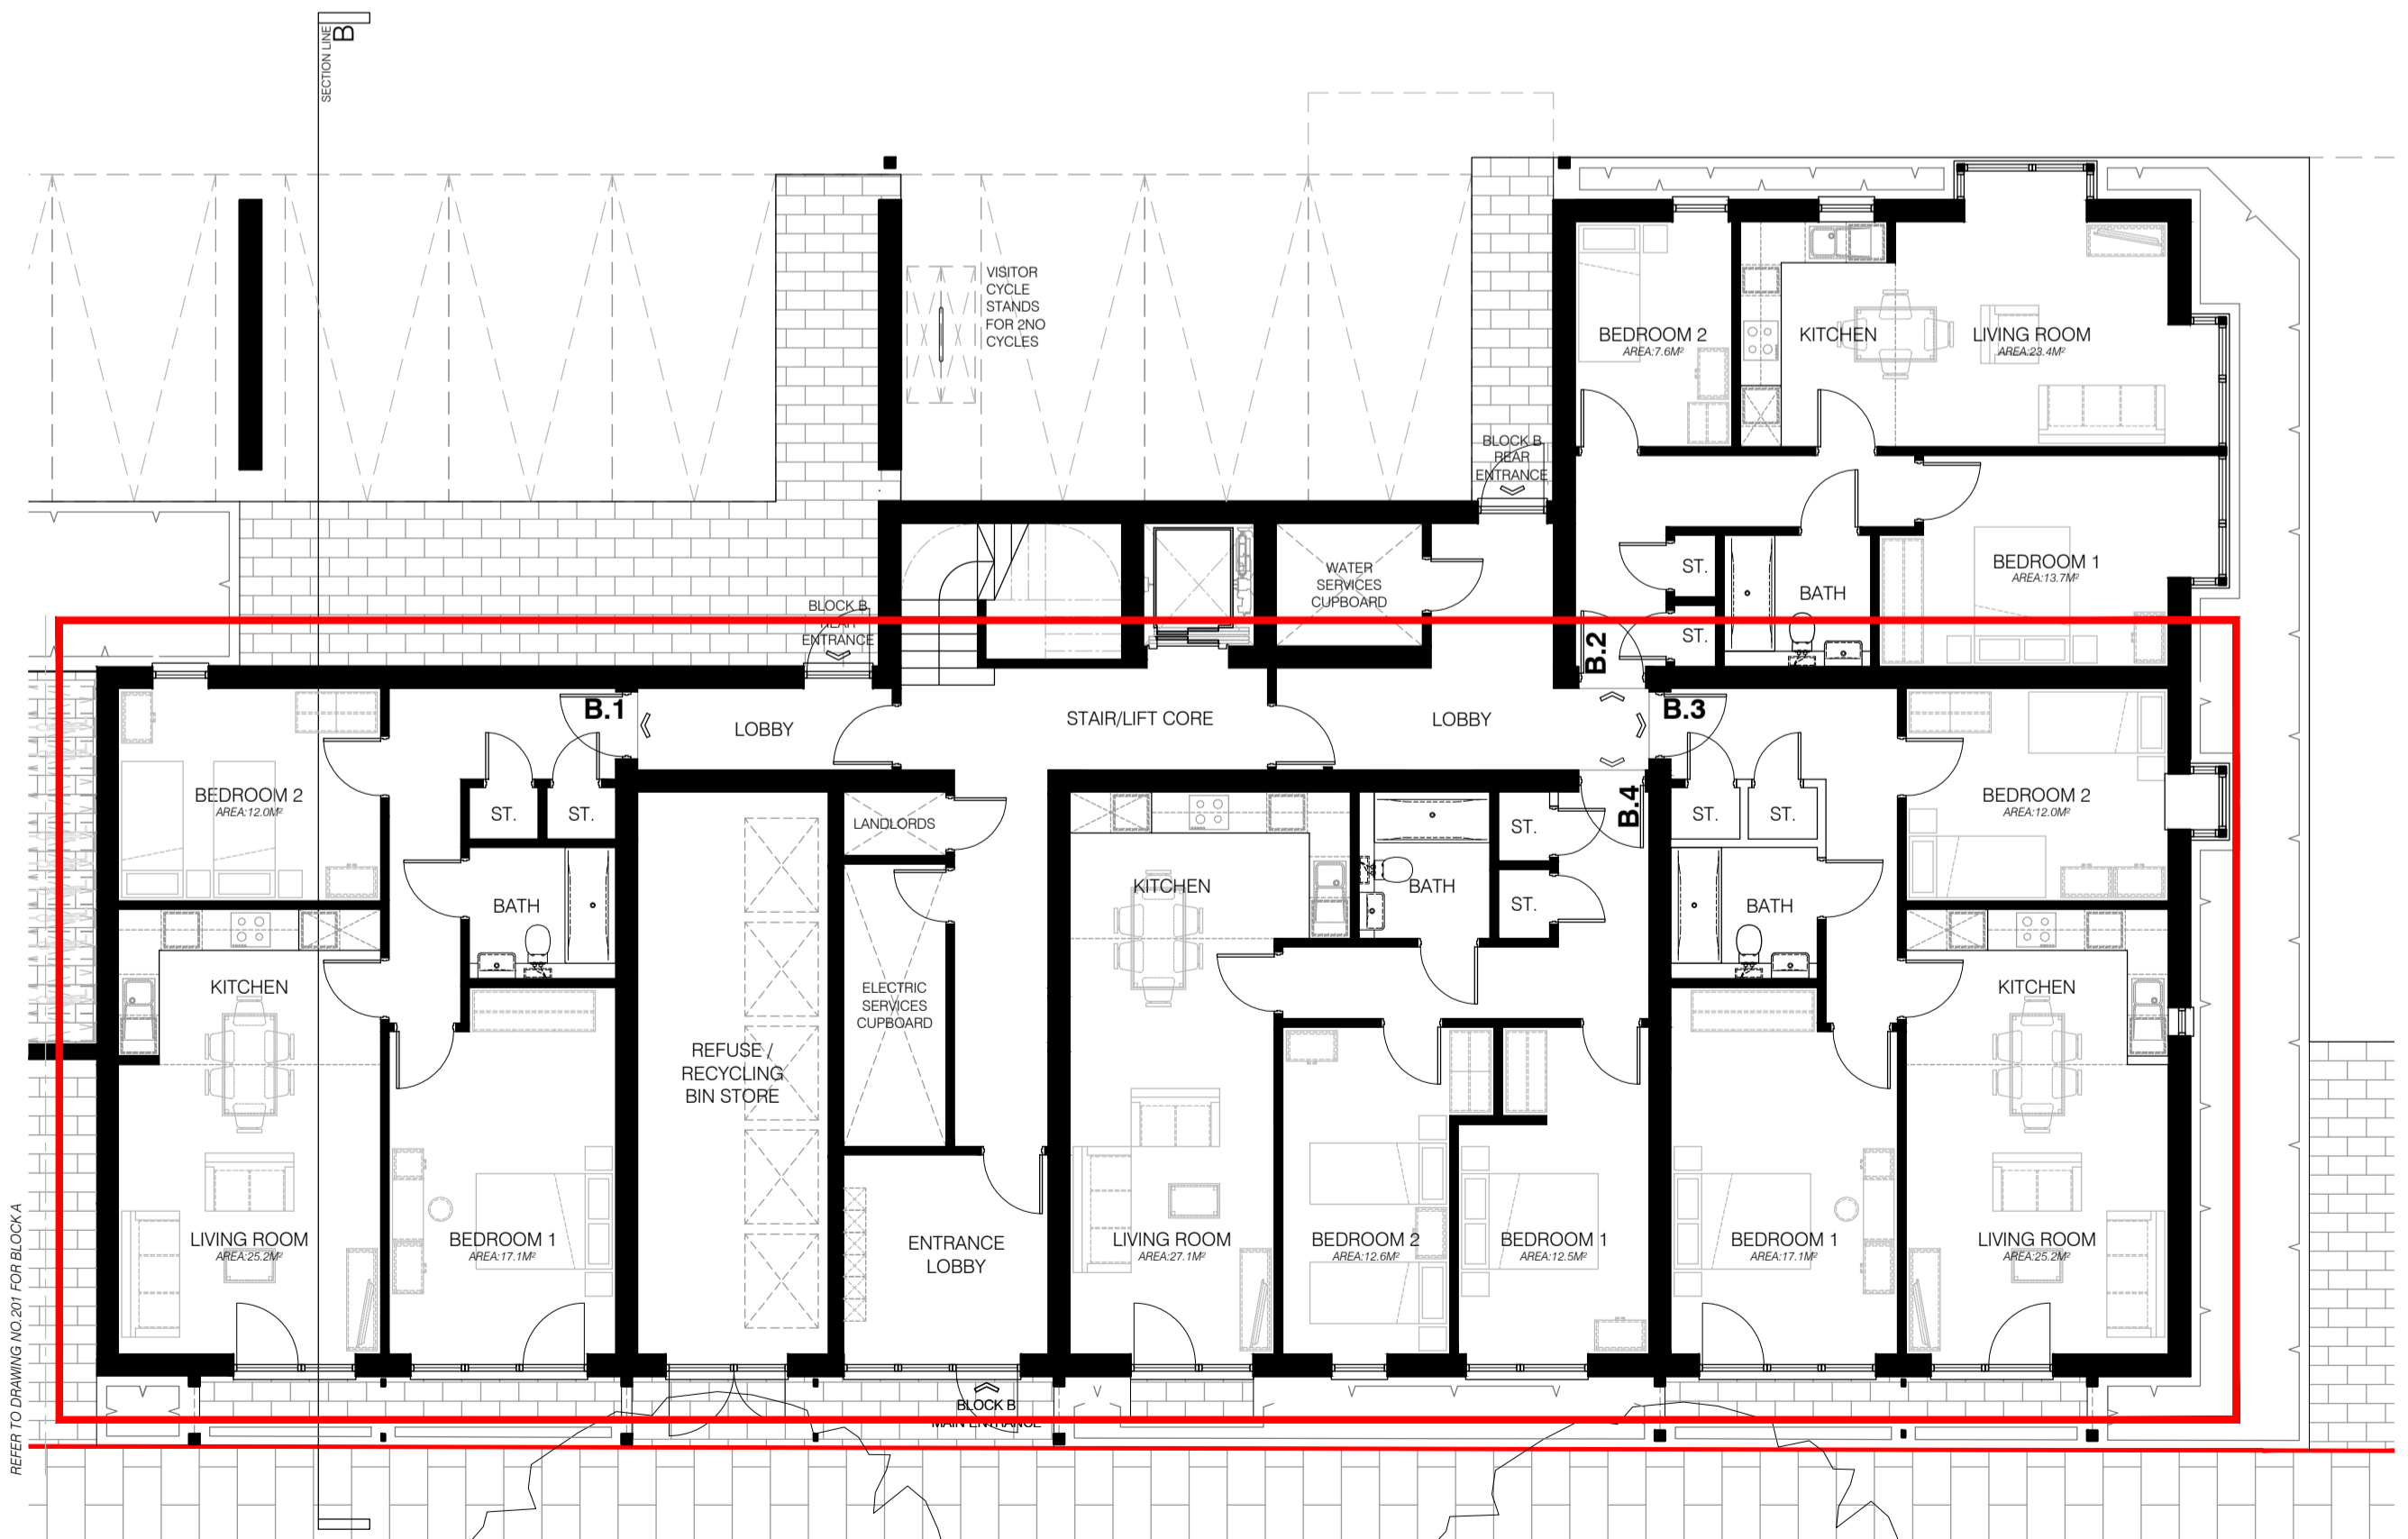 SECTION LINE
B
VISITOR
CYCLE
STANDS
FOR 2NO
CYCLES
BEDROOM 2
AREA:7.6M²
KITCHEN
LIVING ROOM
AREA:23.4M²
BLOCK B
REAR
ENTRANCE
WATER
SERVICES
CUPBOARD
ST.
ST.
BATH
BEDROOM 1
AREA:13.7M²
BLOCK B
REAR
ENTRANCE
B.1
LOBBY
STAIR/LIFT CORE
LOBBY
B.2
B.3
B.4
BEDROOM 2
AREA:12.0M²
ST.
ST.
LANDLORDS
ST.
ST.
ST.
ST.
BEDROOM 2
AREA:12.0M²
BATH
KITCHEN
BATH
BATH
KITCHEN
ELECTRIC
SERVICES
CUPBOARD
KITCHEN
REFUSE /
RECYCLING
BIN STORE
LIVING ROOM
AREA:25.2M²
BEDROOM 1
AREA:17.1M²
ENTRANCE
LOBBY
LIVING ROOM
AREA:27.1M²
BEDROOM 2
AREA:12.6M²
BEDROOM 1
AREA:12.5M²
BEDROOM 1
AREA:17.1M²
LIVING ROOM
AREA:25.2M²
BLOCK B
MAIN ENTRANCE
REFER TO DRAWING NO.201 FOR BLOCK A